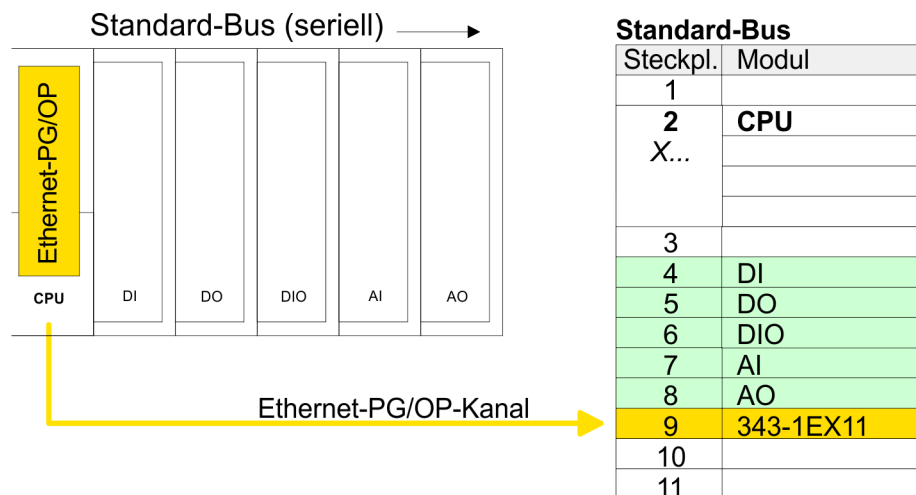 Standard-Bus (seriell)
Ethernet-PG/OP
CPU
DI
DO
DIO
AI
AO
Ethernet-PG/OP-Kanal
Standard-Bus
Steckpl. Modul
1
2 CPU
X...
3
4 DI
5 DO
6 DIO
7 AI
8 AO
9 343-1EX11
10
11